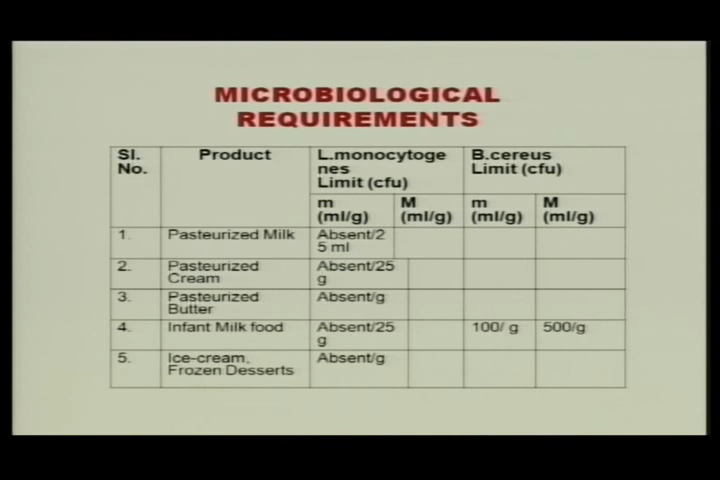 MICROBIOLOGICAL
REQUIREMENTS
Sl. No. Product L.monocytoge nes Limit (cfu) B.cereus Limit (cfu)
m (ml/g) M (ml/g) m (ml/g) M (ml/g)
1. Pasteurized Milk Absent/2 5 ml
2. Pasteurized Cream Absent/25 g
3. Pasteurized Butter Absent/g
4. Infant Milk food Absent/25 g 100/ g 500/g
5. Ice-cream, Frozen Desserts Absent/g